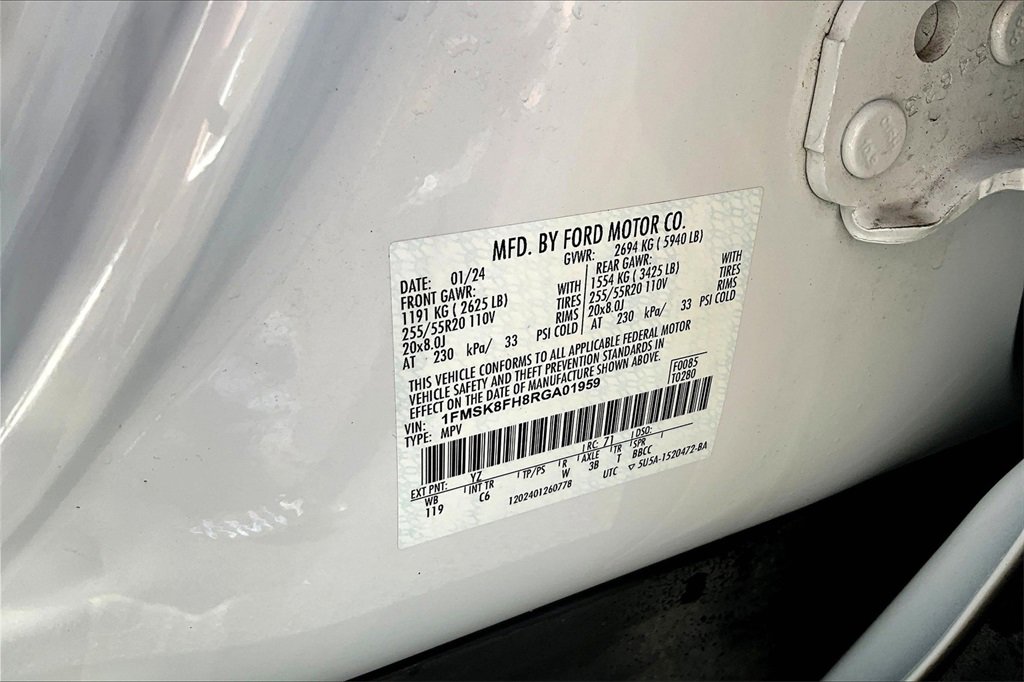 MFD. BY FORD MOTOR CO.
DATE: 01/24 GVWR: 2694 KG ( 5940 LB)
FRONT GAWR: REAR GAWR:
1191 KG ( 2625 LB) WITH 1554 KG ( 3425 LB) WITH
255/55R20 110V TIRES 255/55R20 110V TIRES
20x8.0J RIMS 20x8.0J RIMS
AT 230 kPa/ 33 PSI COLD AT 230 kPa/ 33 PSI COLD
THIS VEHICLE CONFORMS TO ALL APPLICABLE FEDERAL MOTOR
VEHICLE SAFETY AND THEFT PREVENTION STANDARDS IN
EFFECT ON THE DATE OF MANUFACTURE SHOWN ABOVE.
VIN: 1FMSK8FH8RGA01959 F0085
TYPE: MPV T0280
EXT PNT: YZ RC: 71 DSO:
WB INT TR TP/PS R AXLE TR SPR
119 C6 W 3B T BBCC
1202401260778 UTC ▽ 5U5A-1520472-BA